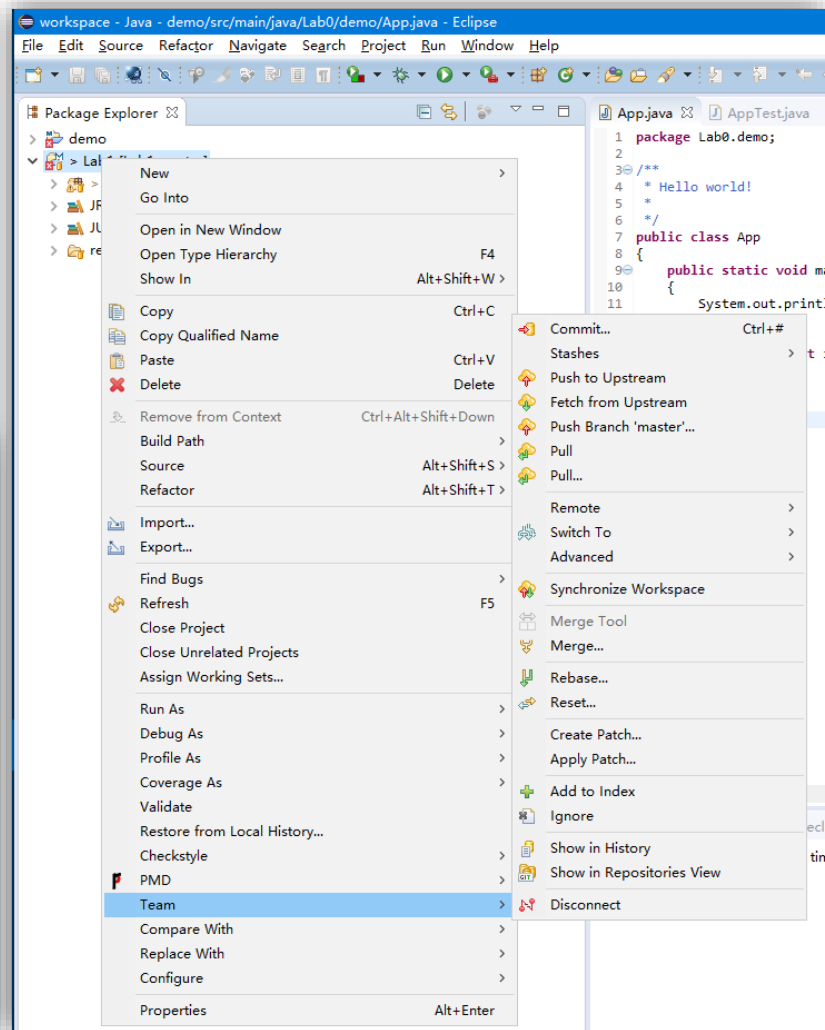 workspace - Java - demo/src/main/java/Lab0/demo/App.java - Eclipse
File Edit Source Refactor Navigate Search Project Run Window Help
Package Explorer
demo
New
Go Into
Open in New Window
Open Type Hierarchy F4
Show In Alt+Shift+W
Copy Ctrl+C
Copy Qualified Name
Paste Ctrl+V
Delete Delete
Remove from Context Ctrl+Alt+Shift+Down
Build Path
Source Alt+Shift+S
Refactor Alt+Shift+T
Import...
Export...
Find Bugs
Refresh F5
Close Project
Close Unrelated Projects
Assign Working Sets...
Run As
Debug As
Profile As
Coverage As
Validate
Restore from Local History...
Checkstyle
PMD
Team
Compare With
Replace With
Configure
Properties Alt+Enter
App.java AppTest.java
1 package Lab0.demo;
2
3 /**
4 * Hello world!
5 *
6 */
7 public class App
8 {
9 public static void
10 {
11
Commit... Ctrl+#
Stashes
Push to Upstream
Fetch from Upstream
Push Branch 'master'...
Pull
Pull...
Remote
Switch To
Advanced
Synchronize Workspace
Merge Tool
Merge...
Rebase...
Reset...
Create Patch...
Apply Patch...
Add to Index
Ignore
Show in History
Show in Repositories View
Disconnect